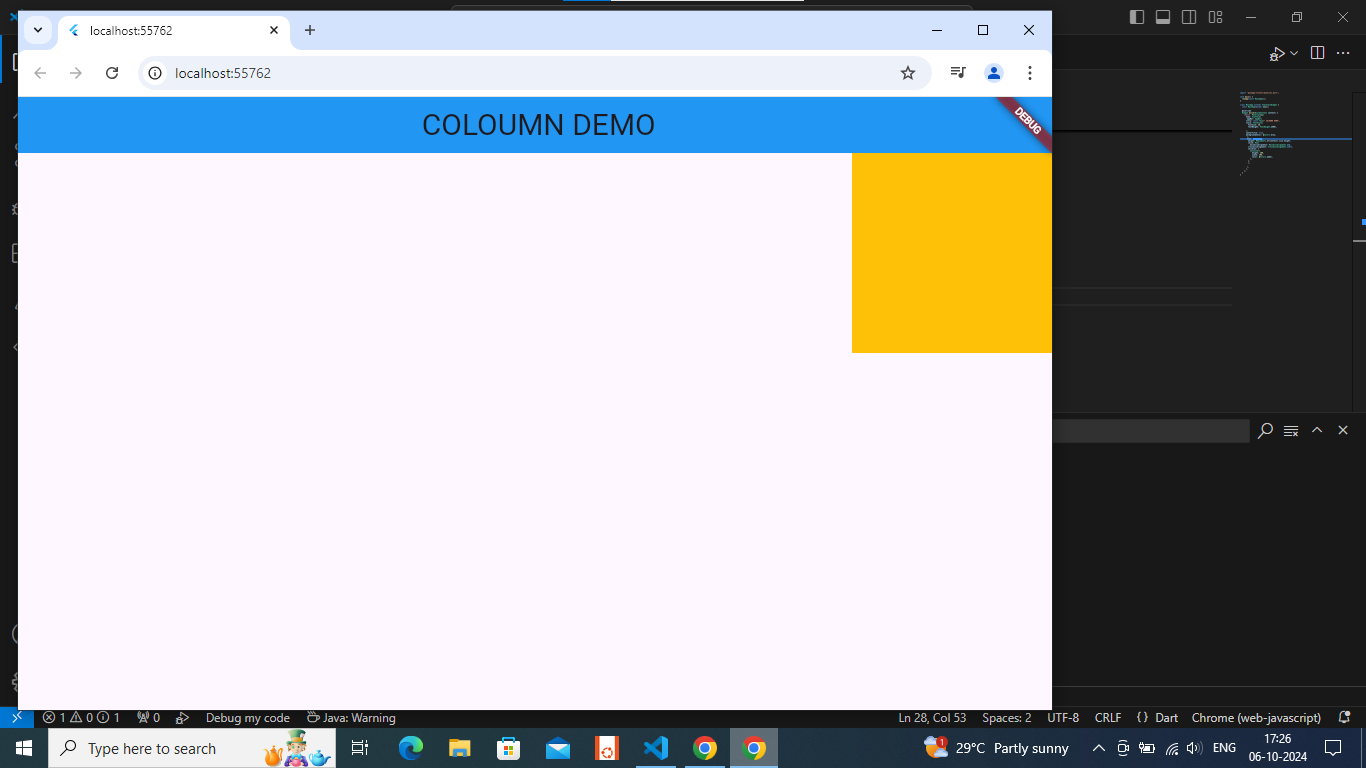 localhost:55762
localhost:55762
COLOUMN DEMO
DEBUG
1 0 1 0 Debug my code Java: Warning
Ln 28, Col 53 Spaces: 2 UTF-8 CRLF { } Dart Chrome (web-javascript)
Type here to search
1 29°C Partly sunny ENG 17:26
06-10-2024